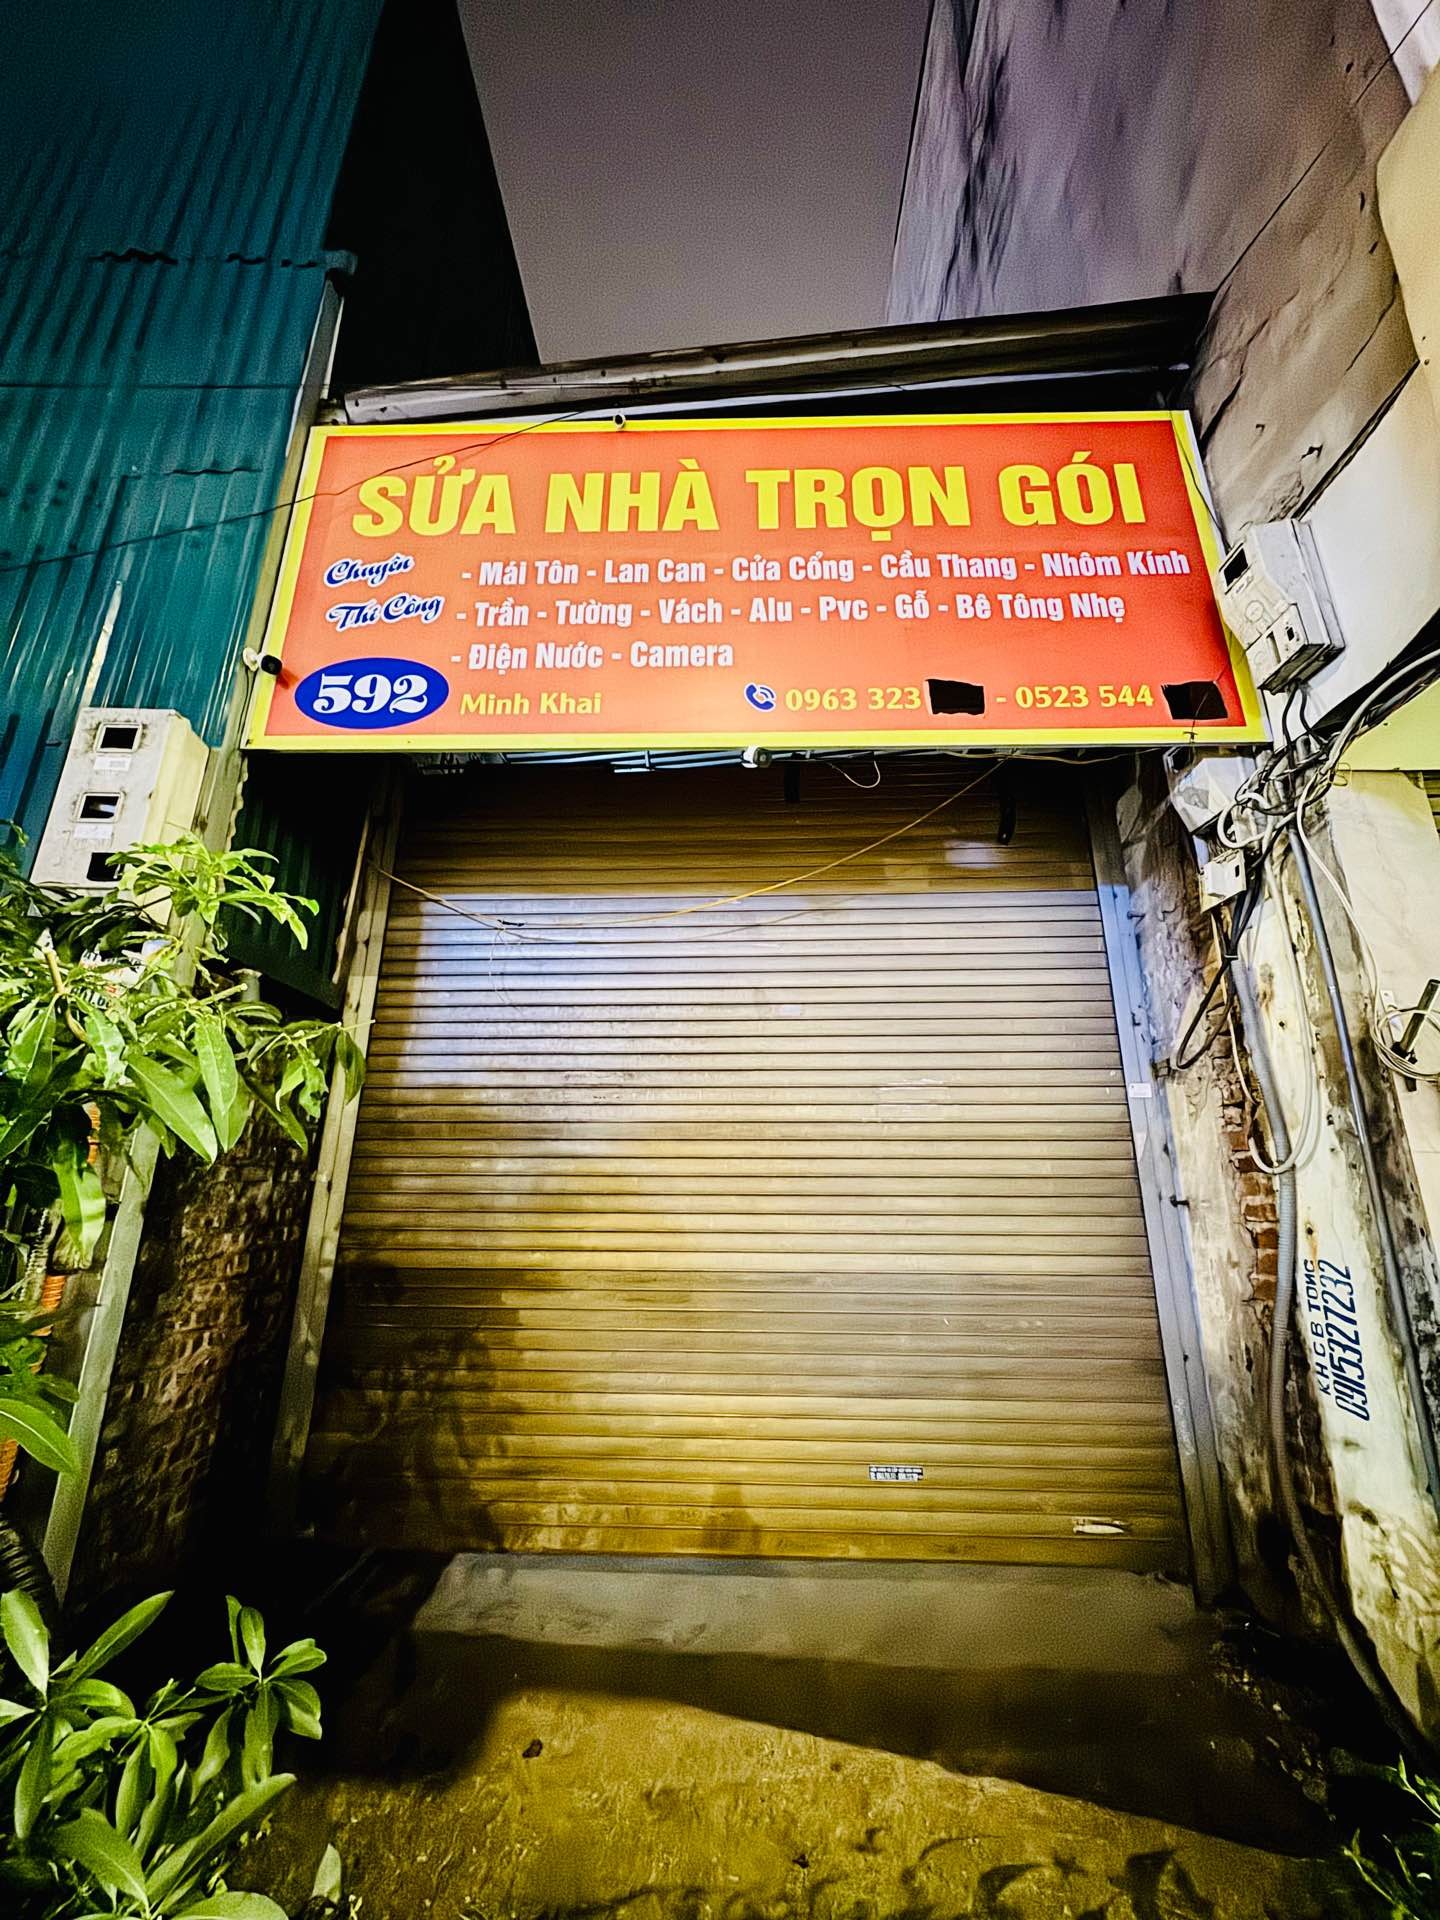 SỬA NHÀ TRỌN GÓI
Chuyên - Mái Tôn - Lan Can - Cửa Cổng - Cầu Thang - Nhôm Kính
Thi Công - Trần - Tường - Vách - Alu - Pvc - Gỗ - Bê Tông Nhẹ
- Điện Nước - Camera
592 Minh Khai 0963 323 - 0523 544
KHCB TONG
0915327232